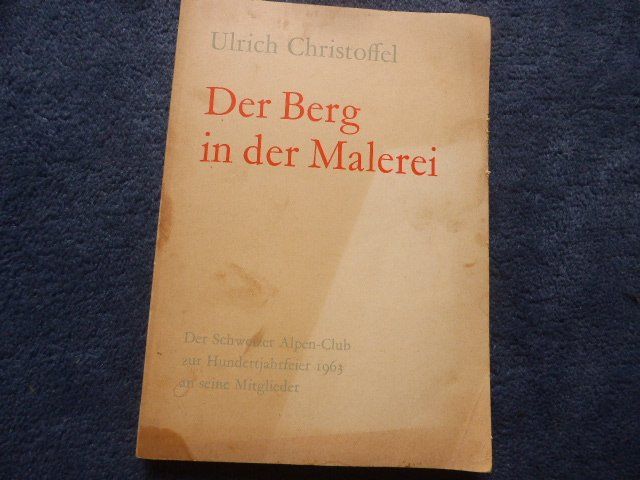 Ulrich Christoffel
Der Berg
in der Malerei
Der Schweizer Alpen-Club
zur Hundertjahrfeier 1963
an seine Mitglieder